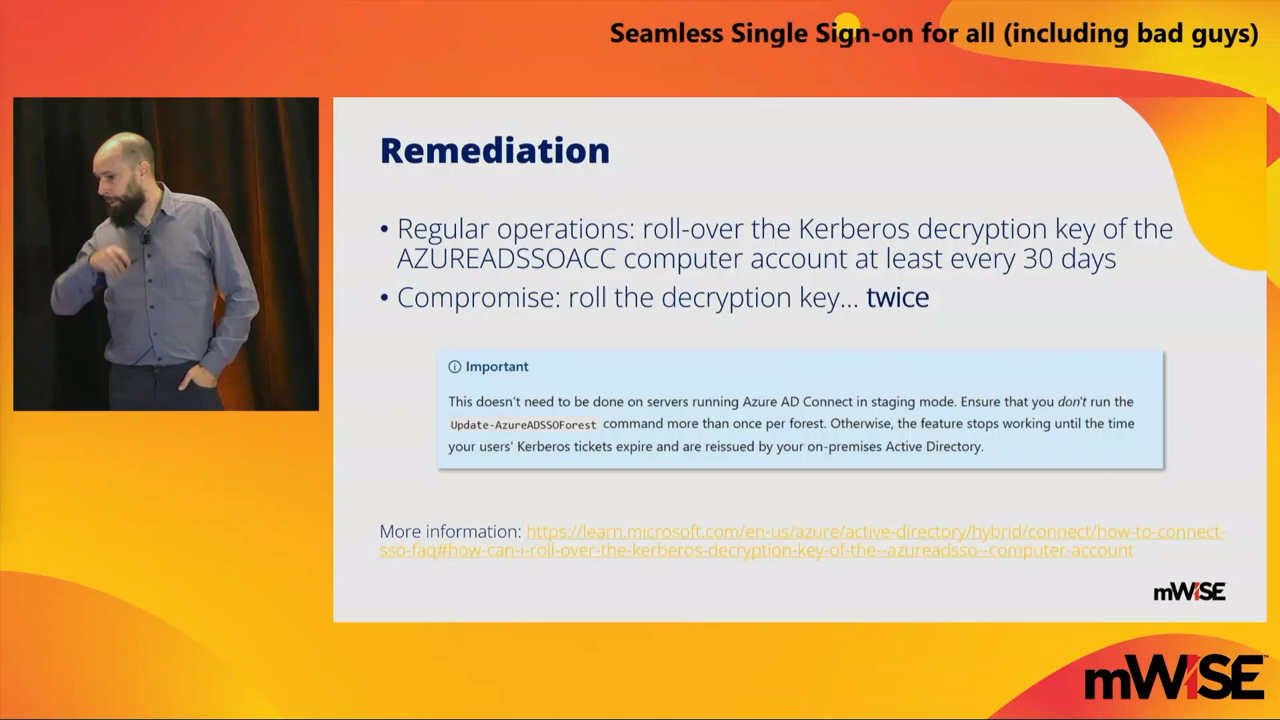 Seamless Single Sign-on for all (including bad guys)
Remediation
• Regular operations: roll-over the Kerberos decryption key of the
AZUREADSSOACC computer account at least every 30 days
• Compromise: roll the decryption key... twice
Important
This doesn't need to be done on servers running Azure AD Connect in staging mode. Ensure that you don't run the
Update-AzureADSSOForest command more than once per forest. Otherwise, the feature stops working until the time
your users' Kerberos tickets expire and are reissued by your on-premises Active Directory.
More information: https://learn.microsoft.com/en-us/azure/active-directory/hybrid/connect/how-to-connect-
sso-faq#how-can-i-roll-over-the-kerberos-decryption-key-of-the--azureadsso--computer-account
mWISE
mWISE™